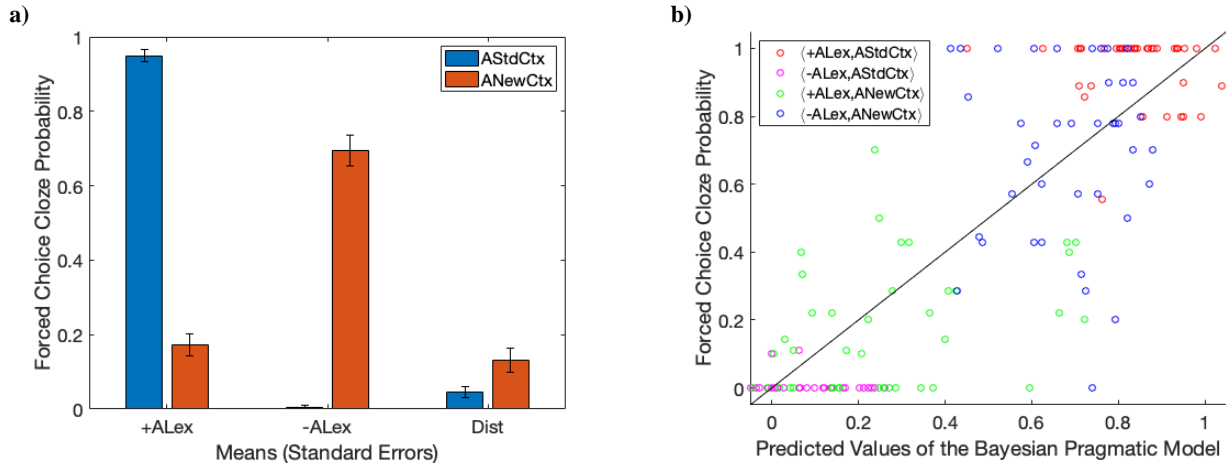 a)
1
0.8
0.6
0.4
0.2
0
Forced Choice Cloze Probability
AStdCtx
ANewCtx
+ALex
-ALex
Dist
Means (Standard Errors)
b)
1
0.8
0.6
0.4
0.2
0
Forced Choice Cloze Probability
⟨+ALex,AStdCtx⟩
⟨-ALex,AStdCtx⟩
⟨+ALex,ANewCtx⟩
⟨-ALex,ANewCtx⟩
0 0.2 0.4 0.6 0.8 1
Predicted Values of the Bayesian Pragmatic Model